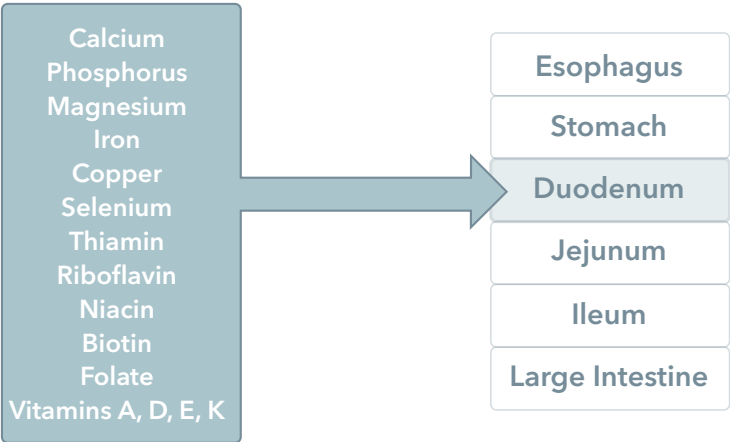 Calcium
Phosphorus
Magnesium
Iron
Copper
Selenium
Thiamin
Riboflavin
Niacin
Biotin
Folate
Vitamins A, D, E, K
Esophagus
Stomach
Duodenum
Jejunum
Ileum
Large Intestine